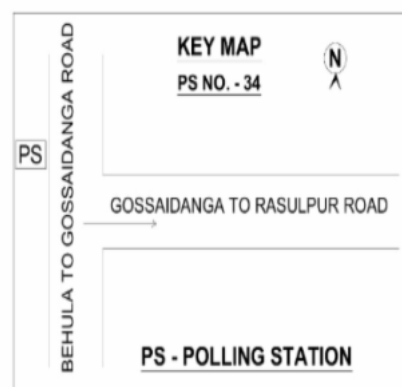 KEY MAP
PS NO. - 34
N
PS
BEHULA TO GOSSAIDANGA ROAD
GOSSAIDANGA TO RASULPUR ROAD
PS - POLLING STATION